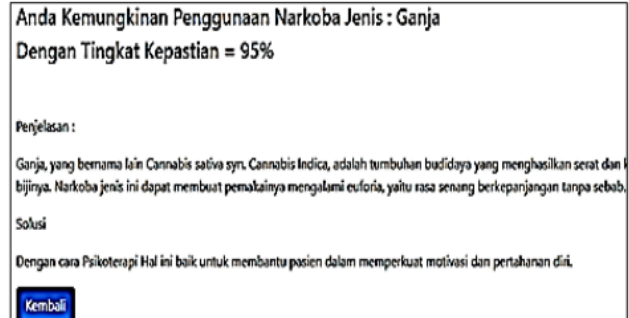 Anda Kemungkinan Penggunaan Narkoba Jenis : Ganja
Dengan Tingkat Kepastian = 95%
Penjelasan :
Ganja, yang bernama lain Cannabis sativa syn. Cannabis Indica, adalah tumbuhan budidaya yang menghasilkan serat dan
bijinya. Narkoba jenis ini dapat membuat pemakainya mengalami euforia, yaitu rasa senang berkepanjangan tanpa sebab.
Solusi
Dengan cara Psikoterapi Hal ini baik untuk membantu pasien dalam memperkuat motivasi dan pertahanan diri.
Kembali